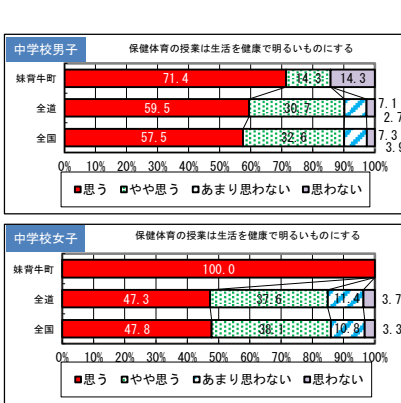 中学校男子
保健体育の授業は生活を健康で明るいものにする
妹背牛町 71.4 14.3 14.3
全道 59.5 30.7 7.1 2.7
全国 57.5 32.6 7.3 3.9
0% 10% 20% 30% 40% 50% 60% 70% 80% 90% 100%
■思う ■やや思う ■あまり思わない ■思わない
中学校女子
保健体育の授業は生活を健康で明るいものにする
妹背牛町 100.0
全道 47.3 37.6 11.4 3.7
全国 47.8 38.1 10.8 3.3
0% 10% 20% 30% 40% 50% 60% 70% 80% 90% 100%
■思う ■やや思う ■あまり思わない ■思わない